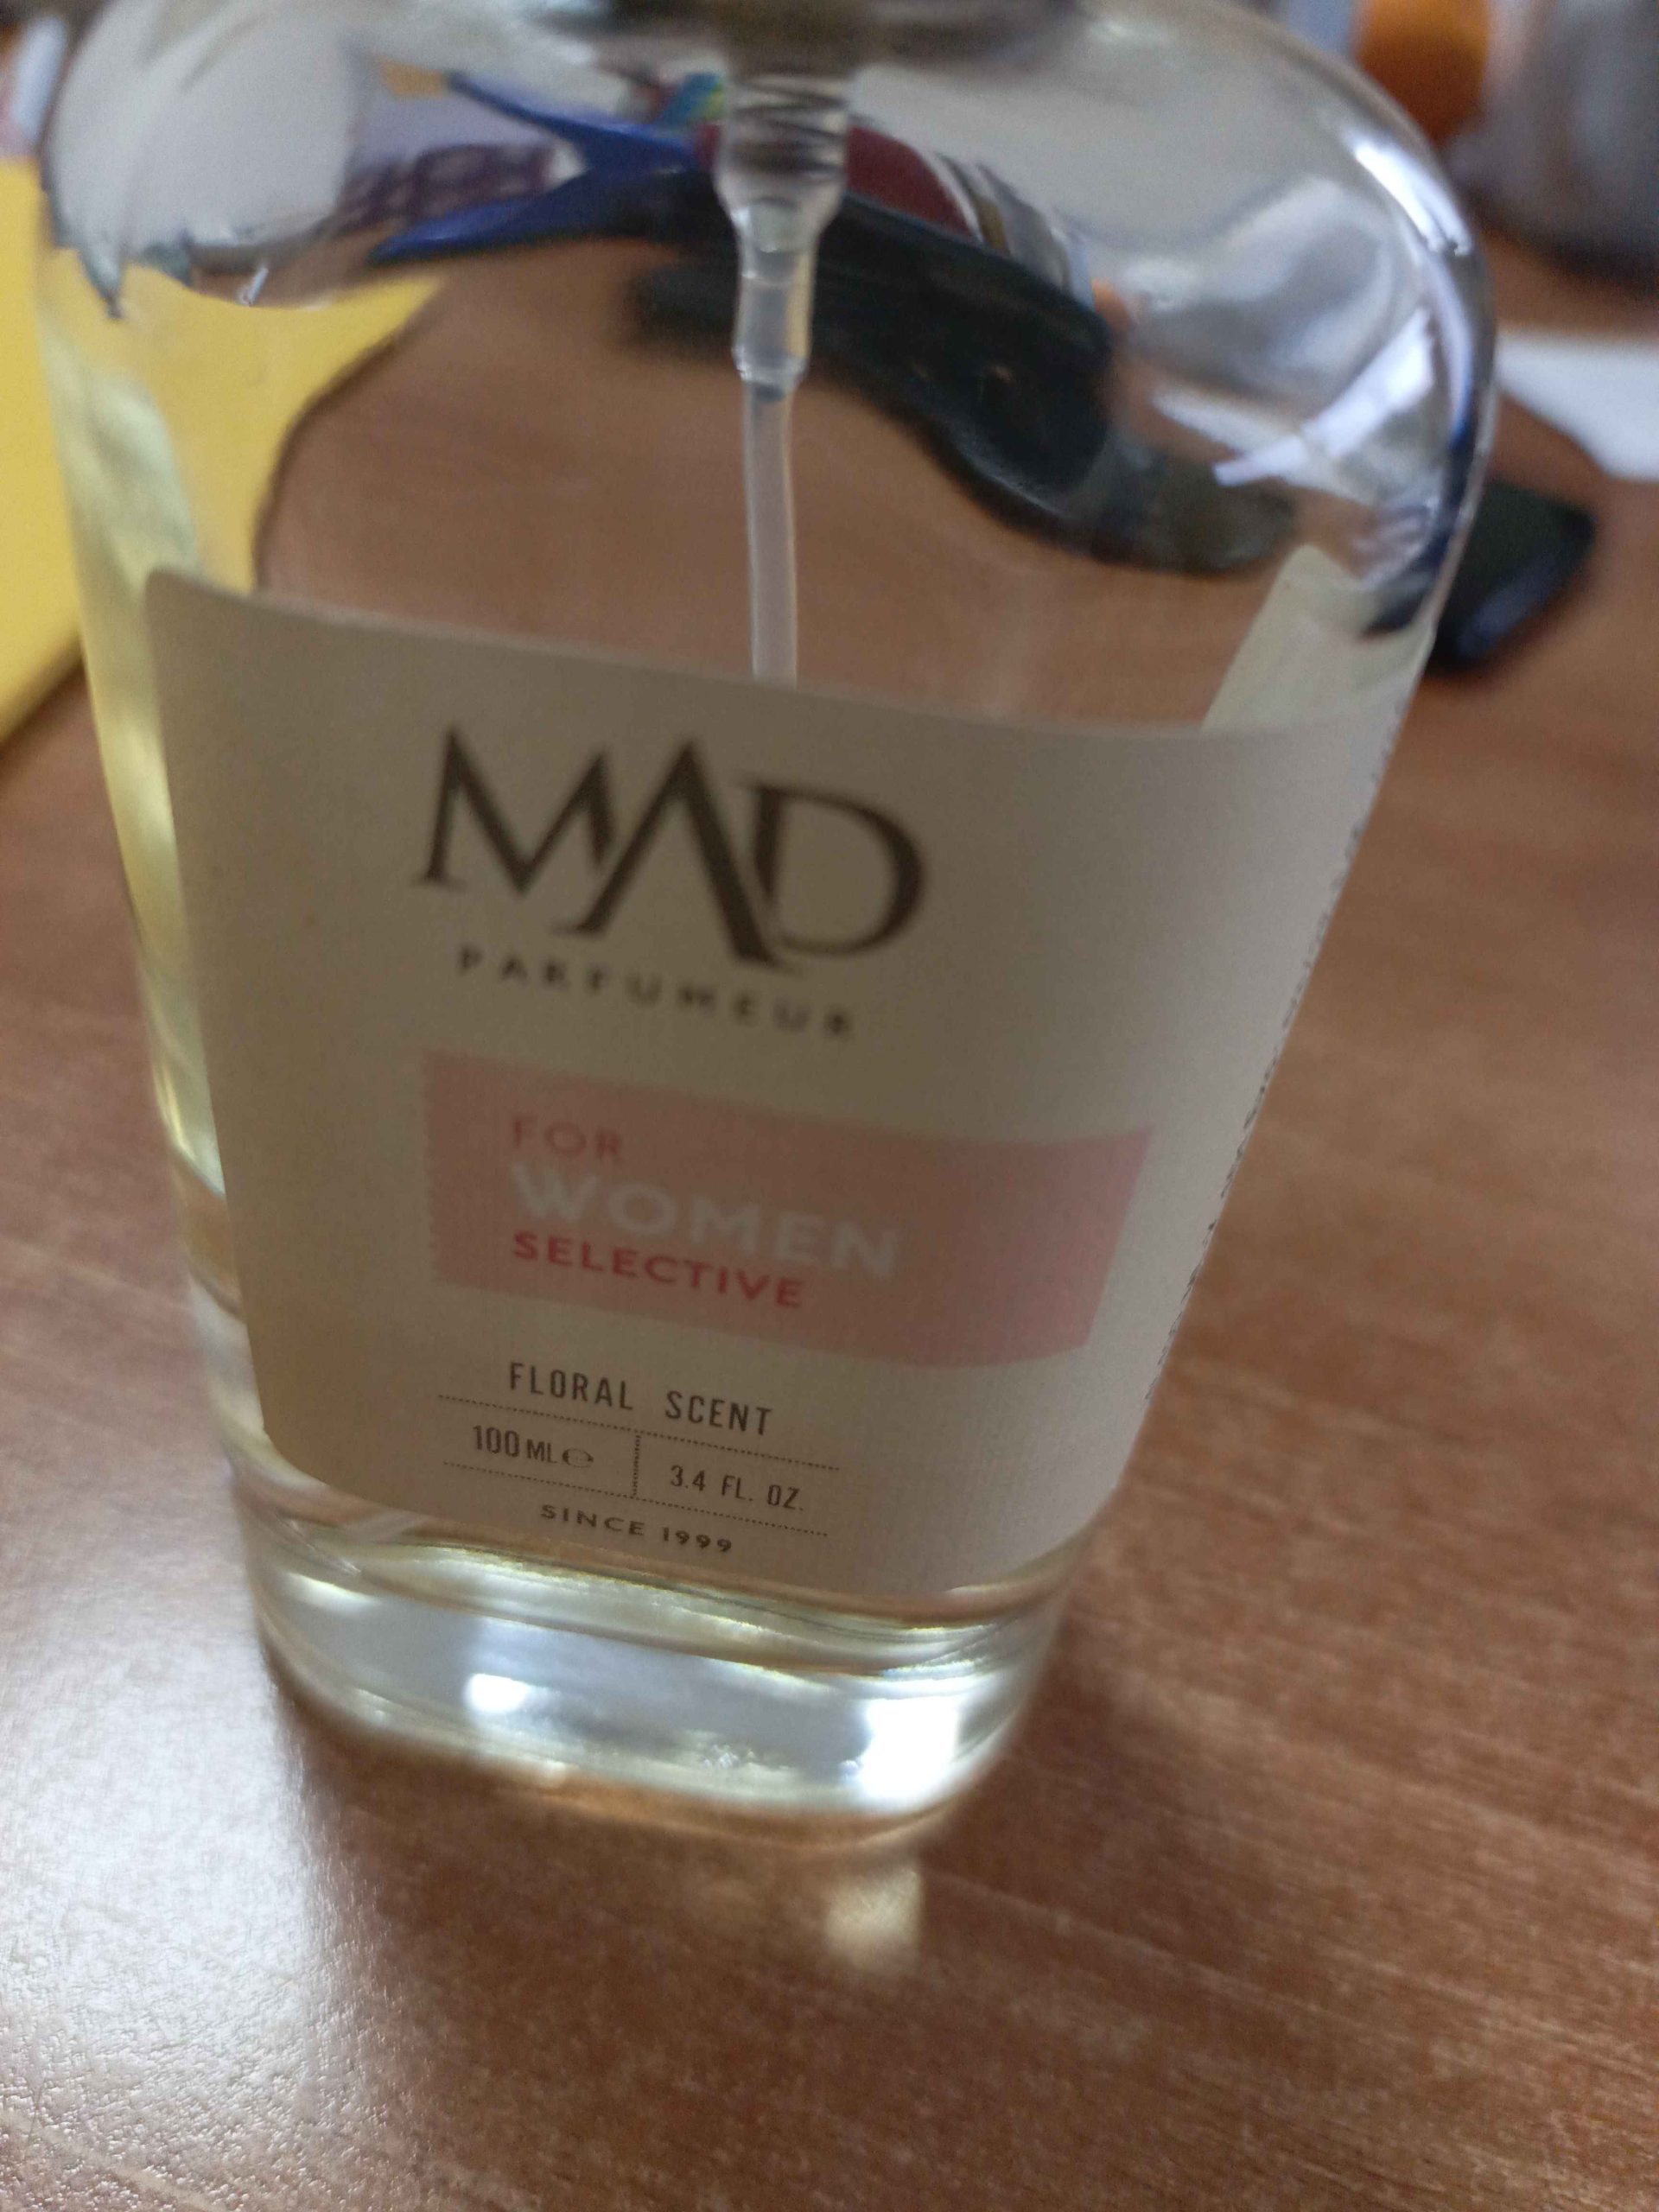 MAD
PARFUMEUR
FOR
WOMEN
SELECTIVE
FLORAL SCENT
100 ML ℮ 3.4 FL. OZ.
SINCE 1999